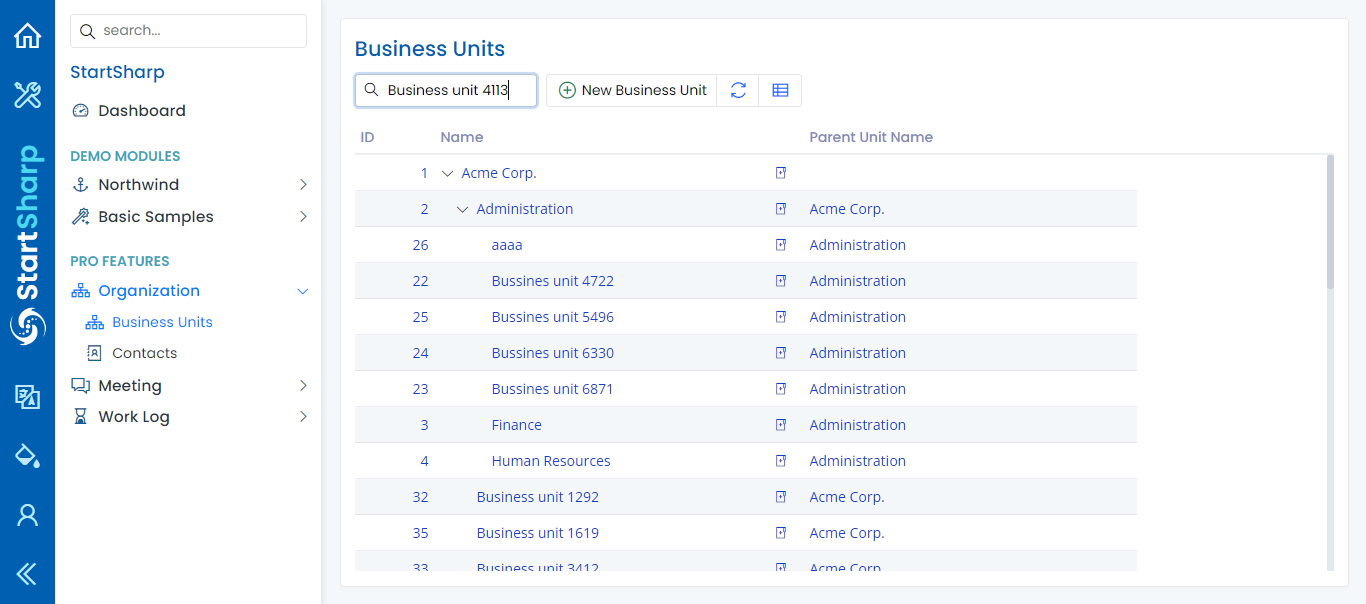 search...
StartSharp
Dashboard
DEMO MODULES
Northwind
Basic Samples
PRO FEATURES
Organization
Business Units
Contacts
Meeting
Work Log
StartSharp
Business Units
Business unit 4113
New Business Unit
ID Name Parent Unit Name
1 Acme Corp.
2 Administration Acme Corp.
26 aaaa Administration
22 Bussines unit 4722 Administration
25 Bussines unit 5496 Administration
24 Bussines unit 6330 Administration
23 Bussines unit 6871 Administration
3 Finance Administration
4 Human Resources Administration
32 Business unit 1292 Acme Corp.
35 Business unit 1619 Acme Corp.
33 Business unit 3412 Acme Corp.